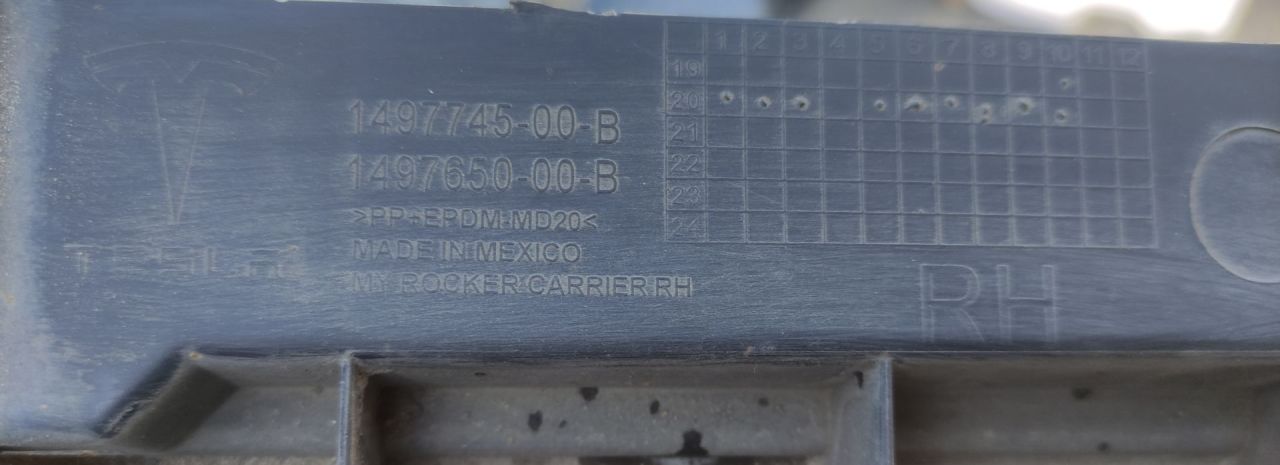 TESLA
1497745-00-B
1497650-00-B
>PP+EPDM-MD20<
MADE IN MEXICO
MY ROCKER CARRIER RH
1 2 3 4 5 6 7 8 9 10 11 12
19
20
21
22
23
24
RH